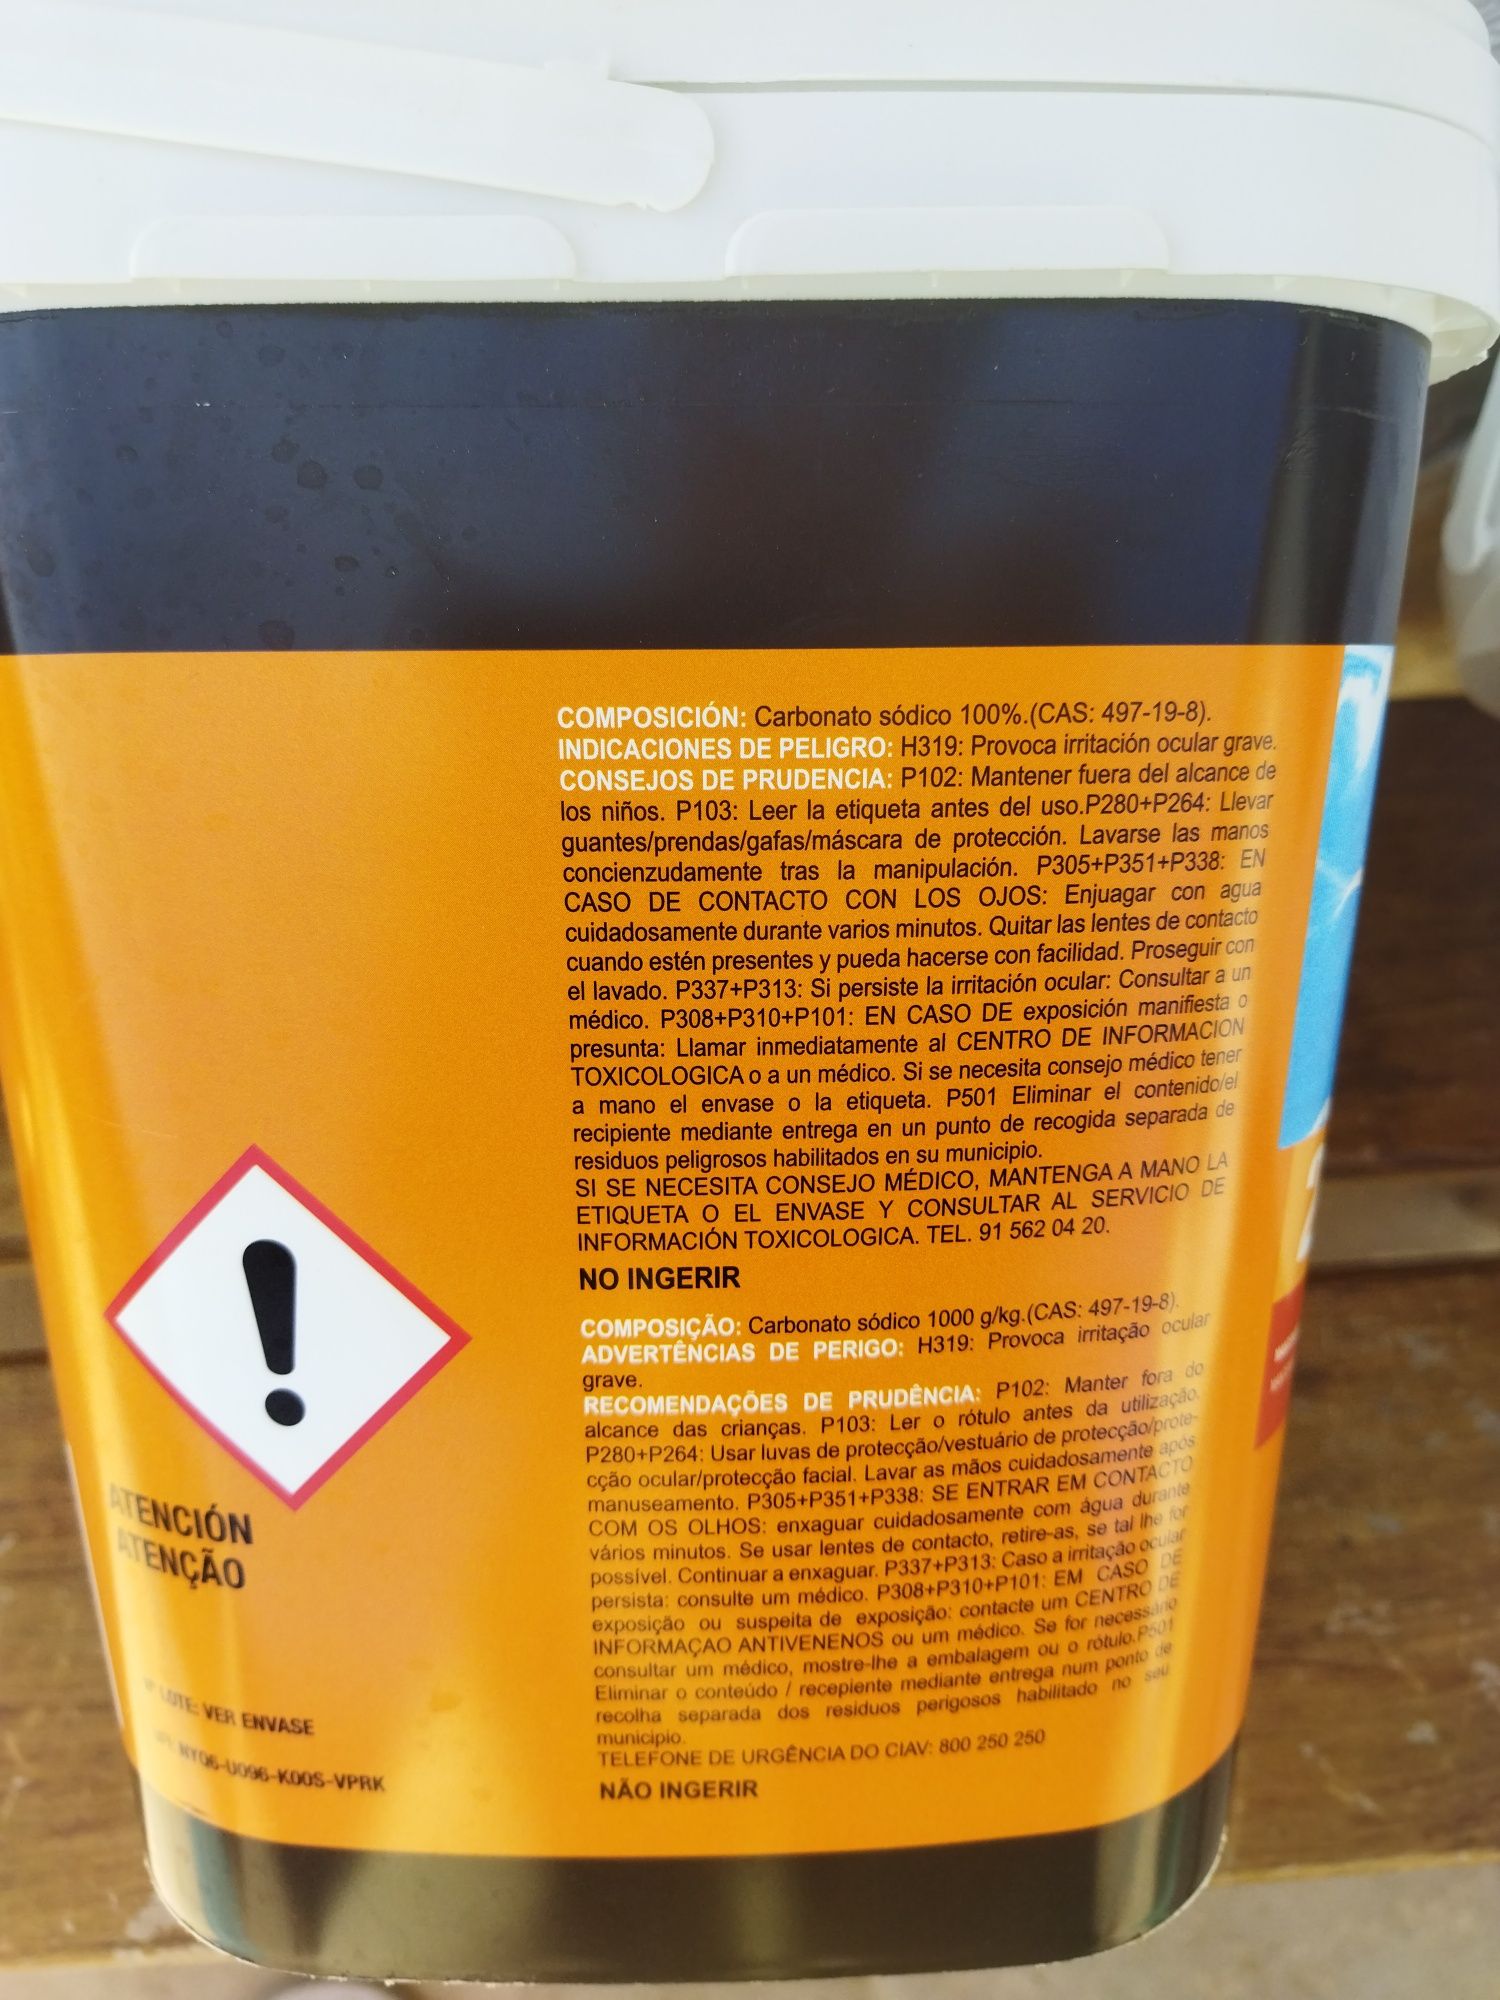 COMPOSICIÓN: Carbonato sódico 100%.(CAS: 497-19-8).
INDICACIONES DE PELIGRO: H319: Provoca irritación ocular grave.
CONSEJOS DE PRUDENCIA: P102: Mantener fuera del alcance de
los niños. P103: Leer la etiqueta antes del uso.P280+P264: Llevar
guantes/prendas/gafas/máscara de protección. Lavarse las manos
concienzudamente tras la manipulación. P305+P351+P338: EN
CASO DE CONTACTO CON LOS OJOS: Enjuagar con agua
cuidadosamente durante varios minutos. Quitar las lentes de contacto
cuando estén presentes y pueda hacerse con facilidad. Proseguir con
el lavado. P337+P313: Si persiste la irritación ocular: Consultar a un
médico. P308+P310+P101: EN CASO DE exposición manifiesta o
presunta: Llamar inmediatamente al CENTRO DE INFORMACION
TOXICOLOGICA o a un médico. Si se necesita consejo médico tener
a mano el envase o la etiqueta. P501 Eliminar el contenido/el
recipiente mediante entrega en un punto de recogida separada de
residuos peligrosos habilitados en su municipio.
SI SE NECESITA CONSEJO MÉDICO, MANTENGA A MANO LA
ETIQUETA O EL ENVASE Y CONSULTAR AL SERVICIO DE
INFORMACIÓN TOXICOLOGICA. TEL. 91 562 04 20.
NO INGERIR
COMPOSIÇÃO: Carbonato sódico 1000 g/kg.(CAS: 497-19-8).
ADVERTÊNCIAS DE PERIGO: H319: Provoca irritação ocular
grave.
RECOMENDAÇÕES DE PRUDÊNCIA: P102: Manter fora do
alcance das crianças. P103: Ler o rótulo antes da utilização.
P280+P264: Usar luvas de protecção/vestuário de protecção/prote-
cção ocular/protecção facial. Lavar as mãos cuidadosamente após
manuseamento. P305+P351+P338: SE ENTRAR EM CONTACTO
COM OS OLHOS: enxaguar cuidadosamente com água durante
vários minutos. Se usar lentes de contacto, retire-as, se tal lhe for
possível. Continuar a enxaguar. P337+P313: Caso a irritação ocular
persista: consulte um médico. P308+P310+P101: EM CASO DE
exposição ou suspeita de exposição: contacte um CENTRO DE
INFORMAÇAO ANTIVENENOS ou um médico. Se for necessário
consultar um médico, mostre-lhe a embalagem ou o rótulo.P501
Eliminar o conteúdo / recepiente mediante entrega num ponto de
recolha separada dos residuos perigosos habilitado no seu
municipio.
TELEFONE DE URGÊNCIA DO CIAV: 800 250 250
NÃO INGERIR
ATENCIÓN
ATENÇÃO
LOTE: VER ENVASE
NY06-U096-K00S-VPRK